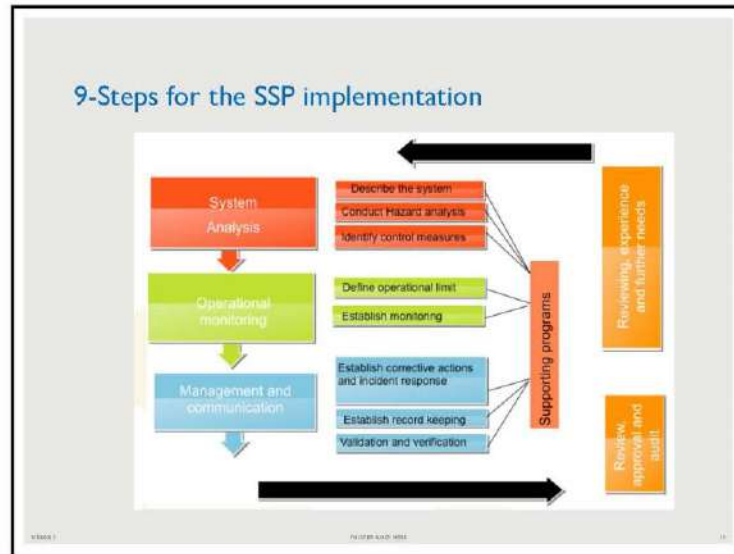 9-Steps for the SSP implementation
System
Analysis
Describe the system
Conduct Hazard analysis
Identify control measures
Operational
monitoring
Define operational limit
Establish monitoring
Management and
communication
Establish corrective actions
and incident response
Establish record keeping
Validation and verification
Supporting programs
Reviewing, experience
and further needs
Review,
approval and
audit